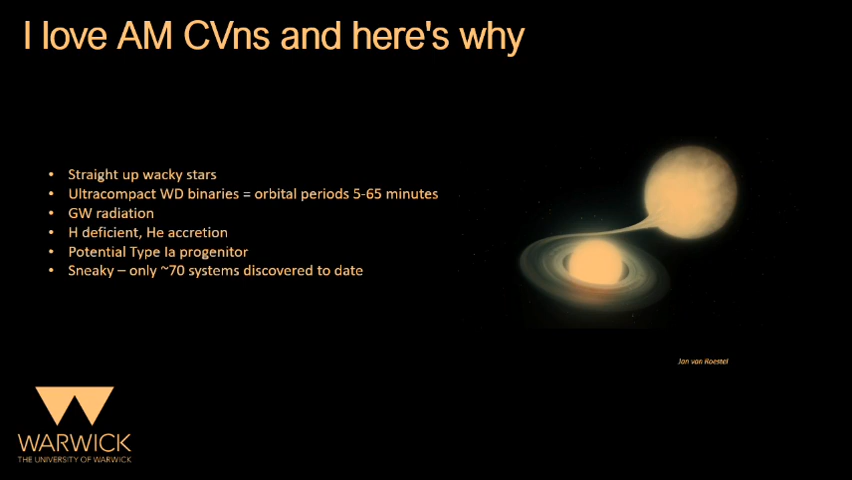 I love AM CVns and here's why
• Straight up wacky stars
• Ultracompact WD binaries = orbital periods 5-65 minutes
• GW radiation
• H deficient, He accretion
• Potential Type Ia progenitor
• Sneaky – only ~70 systems discovered to date
Jan van Roestel
WARWICK
THE UNIVERSITY OF WARWICK